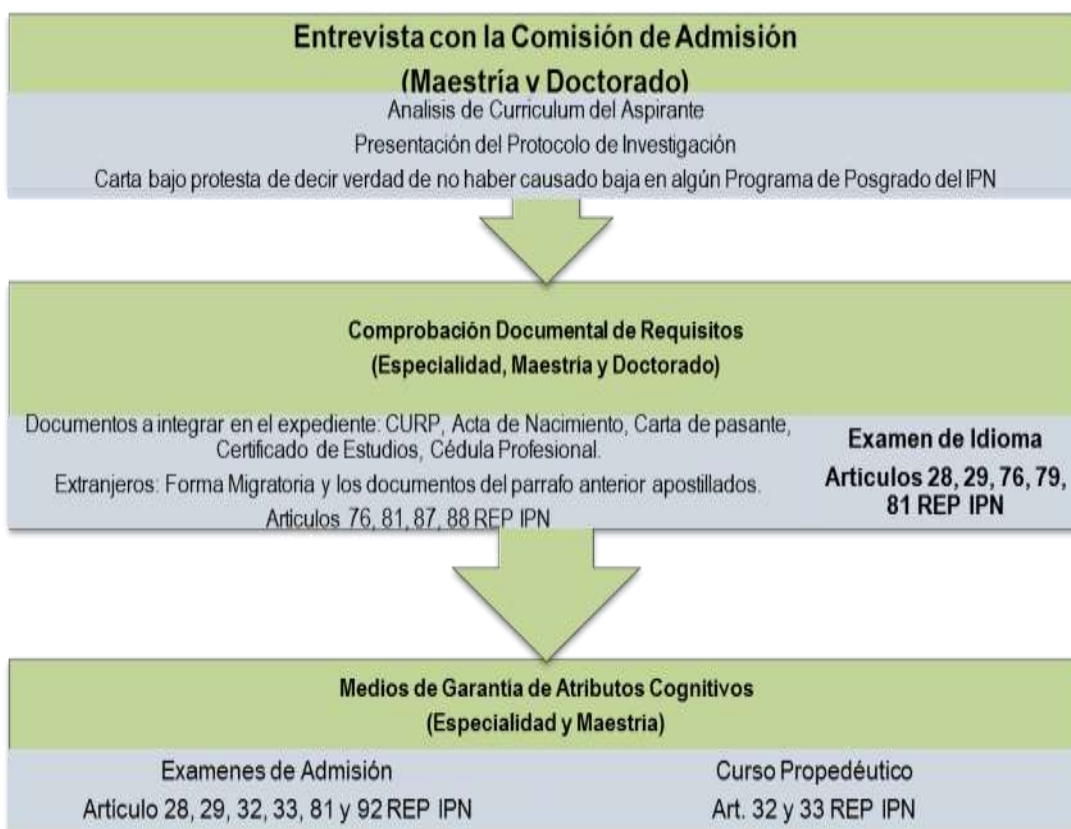 Entrevista con la Comisión de Admisión
(Maestría y Doctorado)
Analisis de Curriculum del Aspirante
Presentación del Protocolo de Investigación
Carta bajo protesta de decir verdad de no haber causado baja en algún Programa de Posgrado del IPN
Comprobación Documental de Requisitos
(Especialidad, Maestría y Doctorado)
Documentos a integrar en el expediente: CURP, Acta de Nacimiento, Carta de pasante,
Certificado de Estudios, Cédula Profesional.
Extranjeros: Forma Migratoria y los documentos del parrafo anterior apostillados.
Articulos 76, 81, 87, 88 REP IPN
Examen de Idioma
Artículos 28, 29, 76, 79,
81 REP IPN
Medios de Garantía de Atributos Cognitivos
(Especialidad y Maestria)
Examenes de Admisión
Articulo 28, 29, 32, 33, 81 y 92 REP IPN
Curso Propedéutico
Art. 32 y 33 REP IPN